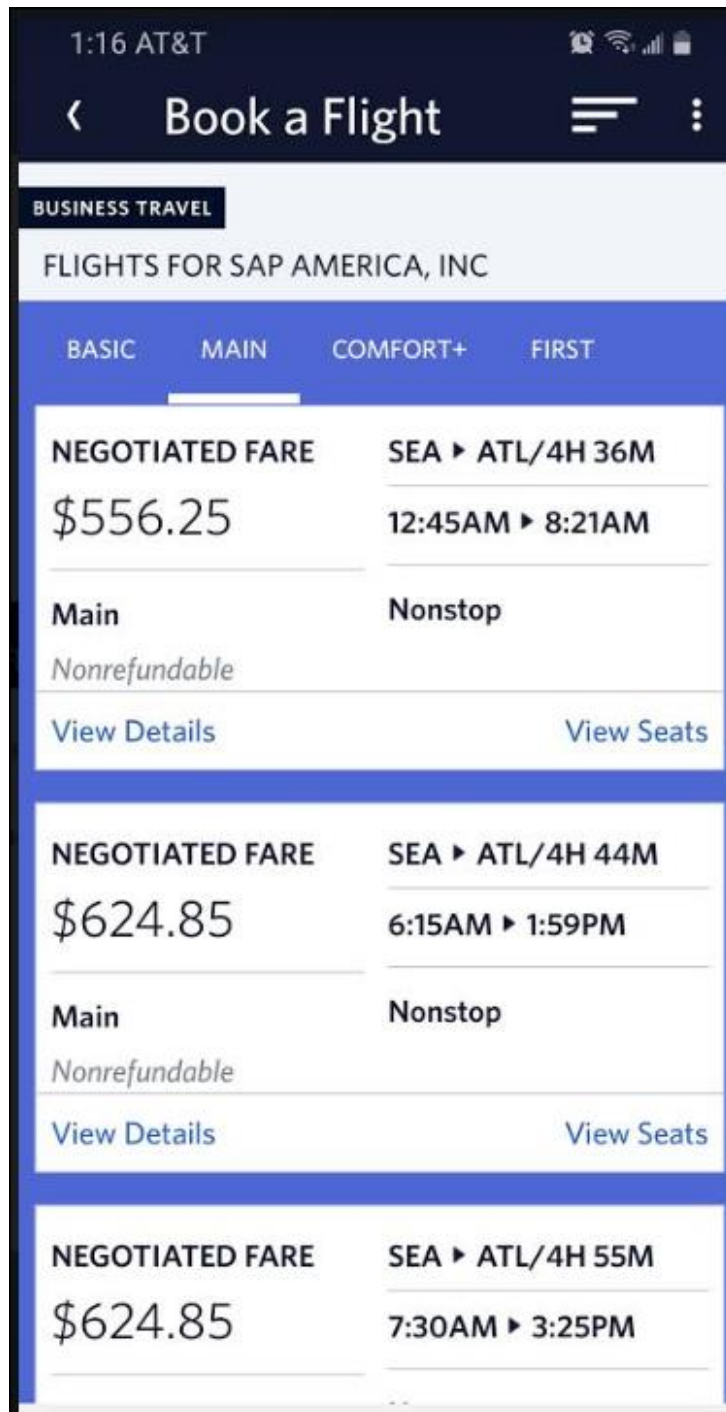 1:16 AT&T
Book a Flight
BUSINESS TRAVEL
FLIGHTS FOR SAP AMERICA, INC
BASIC MAIN COMFORT+ FIRST
NEGOTIATED FARE SEA ▸ ATL/4H 36M
$556.25 12:45AM ▸ 8:21AM
Main Nonstop
Nonrefundable
View Details View Seats
NEGOTIATED FARE SEA ▸ ATL/4H 44M
$624.85 6:15AM ▸ 1:59PM
Main Nonstop
Nonrefundable
View Details View Seats
NEGOTIATED FARE SEA ▸ ATL/4H 55M
$624.85 7:30AM ▸ 3:25PM